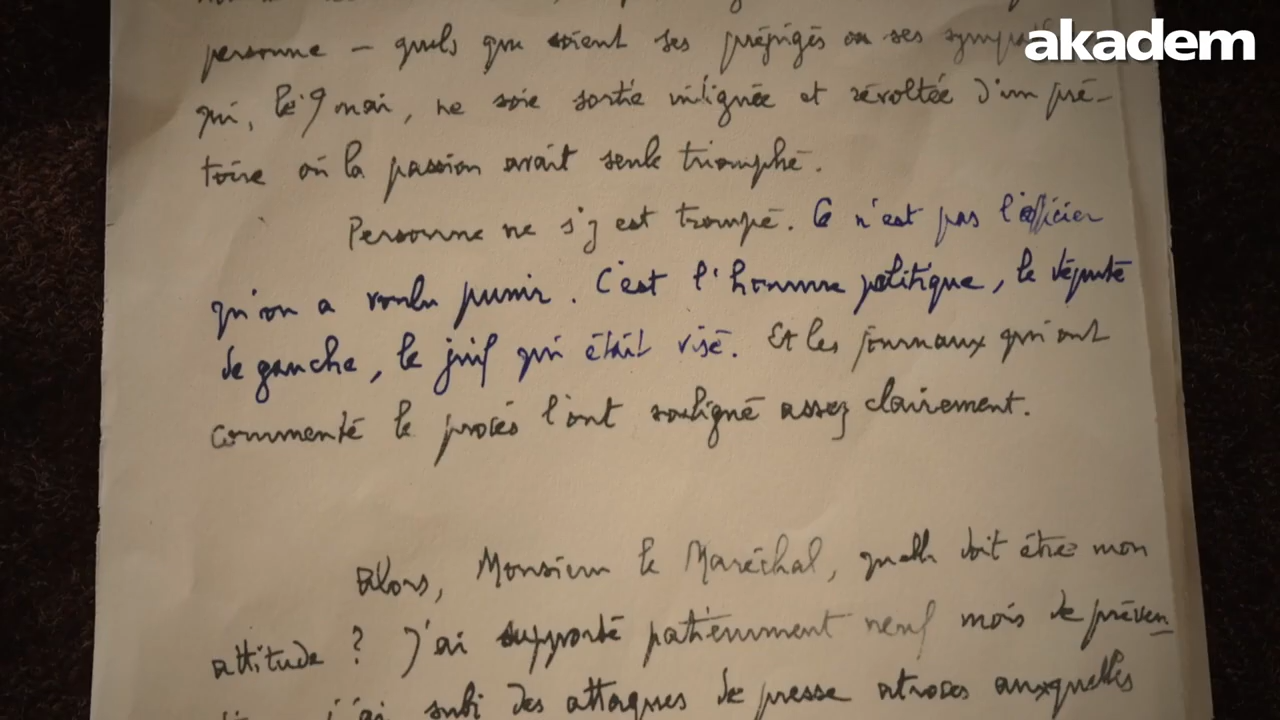 akadem
personne — quels que soient ses préjugés ou ses
qui, le 9 mai, ne soie sortie indignée et révoltée d'un pré-
toire où la passion avait seule triomphé.
Personne ne s'y est trompé. Ce n'est pas l'officier
qu'on a voulu punir. C'est l'homme politique, le député
de gauche, le juif qui était visé. Et les journaux qui ont
commenté le procès l'ont souligné assez clairement.
Alors, Monsieur le Maréchal, quelle doit être mon
attitude ? J'ai supporté patiemment neuf mois de préven_
j'ai subi des attaques de presse atroces auxquelles